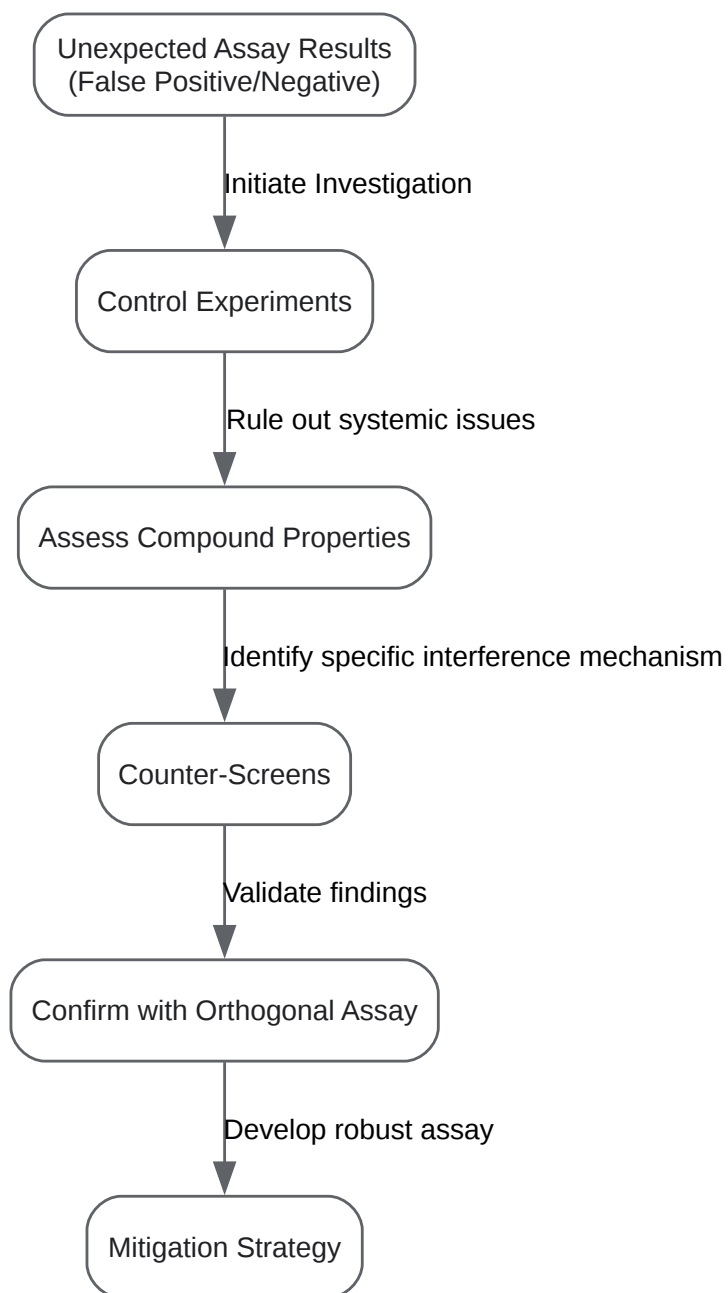 Unexpected Assay Results
(False Positive/Negative)
Initiate Investigation
Control Experiments
Rule out systemic issues
Assess Compound Properties
Identify specific interference mechanism
Counter-Screens
Validate findings
Confirm with Orthogonal Assay
Develop robust assay
Mitigation Strategy